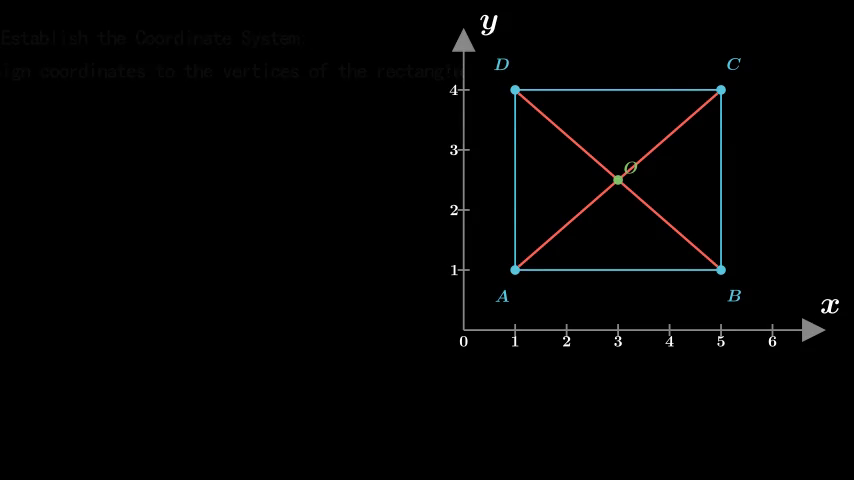 Establish the Coordinate System.
ign coordinates to the vertices of the rectangle
y
D
C
4
3
O
2
1
A
B
x
0 1 2 3 4 5 6